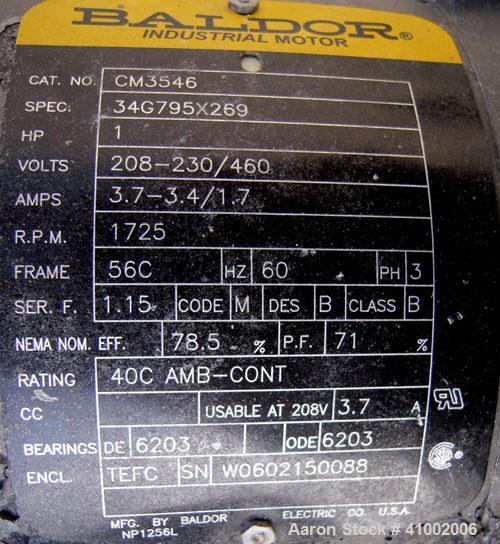 BALDOR®
INDUSTRIAL MOTOR
CAT. NO. CM3546
SPEC. 34G795X269
HP 1
VOLTS 208-230/460
AMPS 3.7-3.4/1.7
R.P.M. 1725
FRAME 56C HZ 60 PH 3
SER. F. 1.15 CODE M DES B CLASS B
NEMA NOM. EFF. 78.5 % P.F. 71 %
RATING 40C AMB-CONT
CC USABLE AT 208V 3.7 A
BEARINGS DE 6203 ODE 6203
ENCL. TEFC SN W0602150088
MFG. BY BALDOR ELECTRIC CO. U.S.A.
NP1256L
Aaron Stock # 41002006